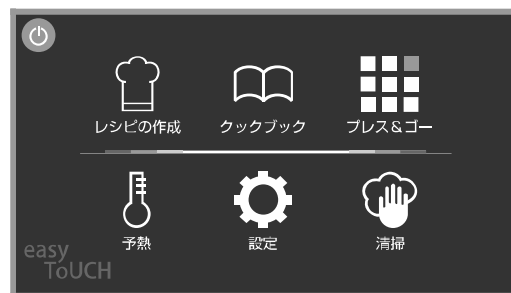 レシピの作成
クックブック
プレス&ゴー
予熱
設定
清掃
easy
ToUCH